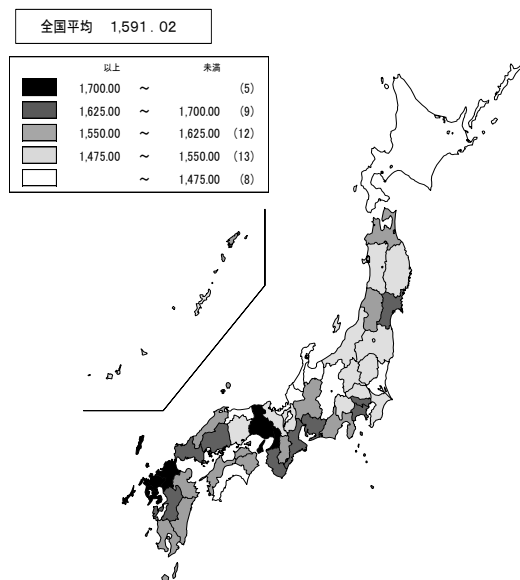 全国平均 1,591.02
以上 未満
1,700.00 ～ (5)
1,625.00 ～ 1,700.00 (9)
1,550.00 ～ 1,625.00 (12)
1,475.00 ～ 1,550.00 (13)
～ 1,475.00 (8)